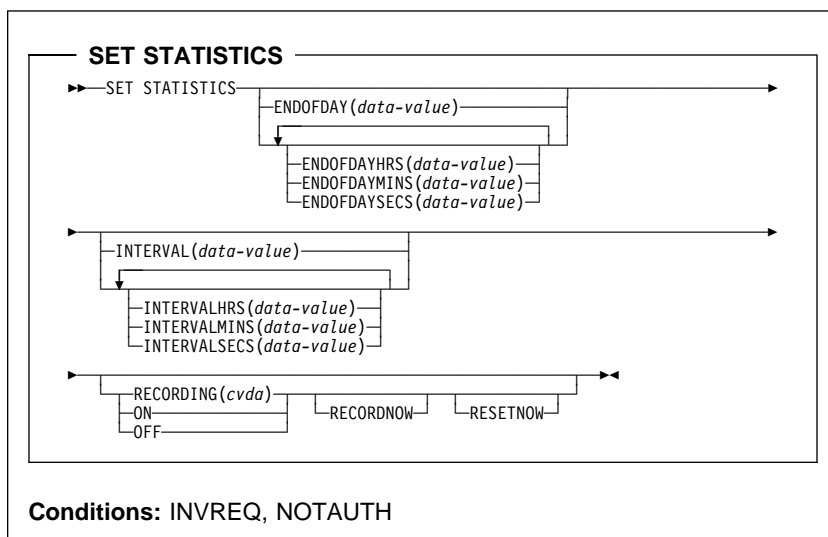 SET STATISTICS
SET STATISTICS
ENDOFDAY(data-value)
ENDOFDAYHRS(data-value)
ENDOFDAYMINS(data-value)
ENDOFDAYSECS(data-value)
INTERVAL(data-value)
INTERVALHRS(data-value)
INTERVALMINS(data-value)
INTERVALSECS(data-value)
RECORDING(cvda)
ON RECORDNOW RESETNOW
OFF
Conditions: INVREQ, NOTAUTH